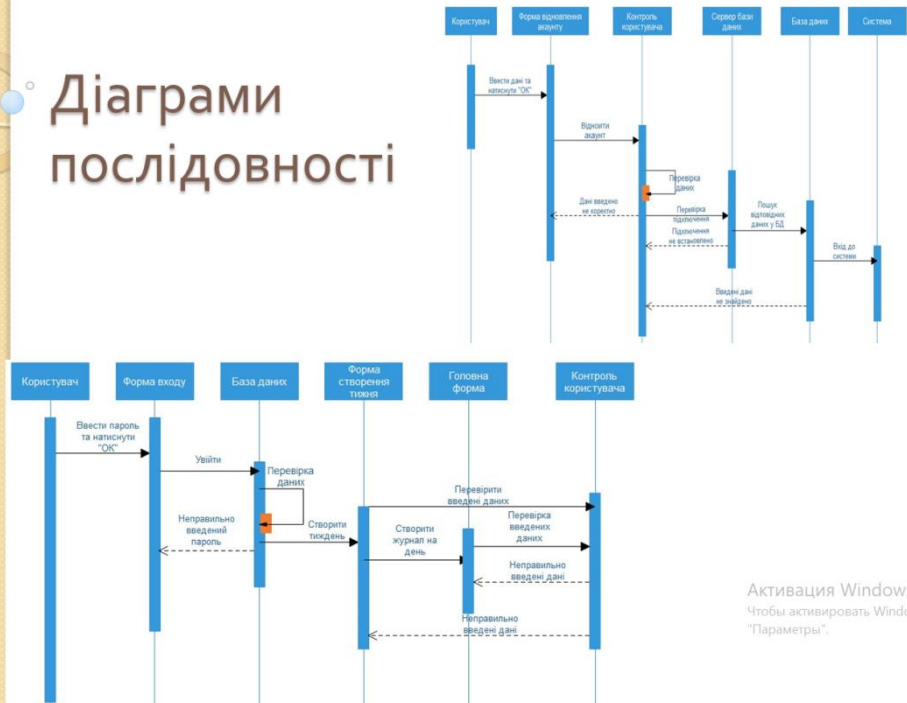 Діаграми
послідовності
Користувач
Форма відновлення
акаунту
Контроль
користувача
Сервер бази
даних
База даних
Система
Ввести дані та
натиснути "ОК"
Відноити
акаунт
Перевірка
даних
Дані введено
не коректно
Перевірка
підключення
Підключення
не встановлено
Пошук
відповідних
даних у БД
Вхід до
системи
Введені дані
не знайдено
Користувач
Форма входу
База даних
Форма
створення
тижня
Головна
форма
Контроль
користувача
Ввести пароль
та натиснути
"ОК"
Увійти
Перевірка
даних
Неправильно
введений
пароль
Створити
тиждень
Перевірити
введені даних
Створити
журнал на
день
Перевірка
введених
даних
Неправильно
введені дані
Неправильно
введені дані
Активация Window
Чтобы активировать Windo
"Параметры".